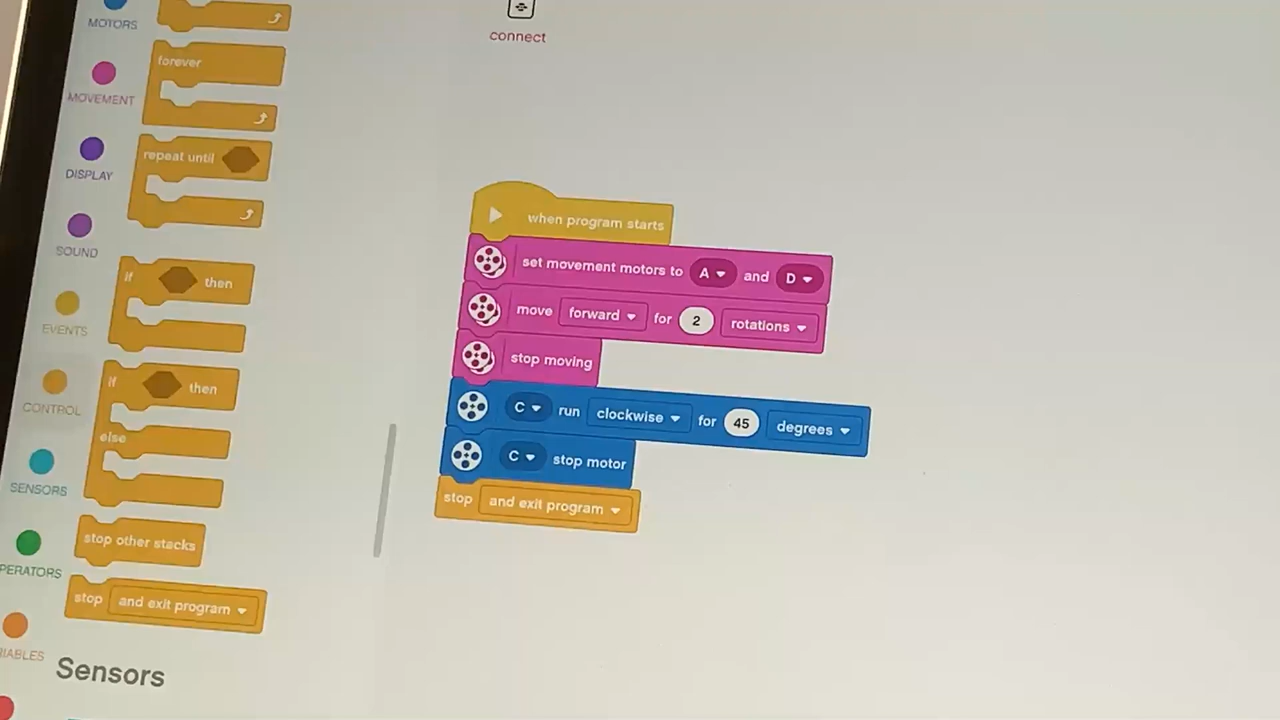 MOTORS
connect
forever
MOVEMENT
repeat until
DISPLAY
SOUND
when program starts
if then
set movement motors to A and D
EVENTS
move forward for 2 rotations
stop moving
if then
CONTROL
C run clockwise for 45 degrees
else
C stop motor
SENSORS
stop and exit program
stop other stacks
PERATORS
stop and exit program
RIABLES
Sensors